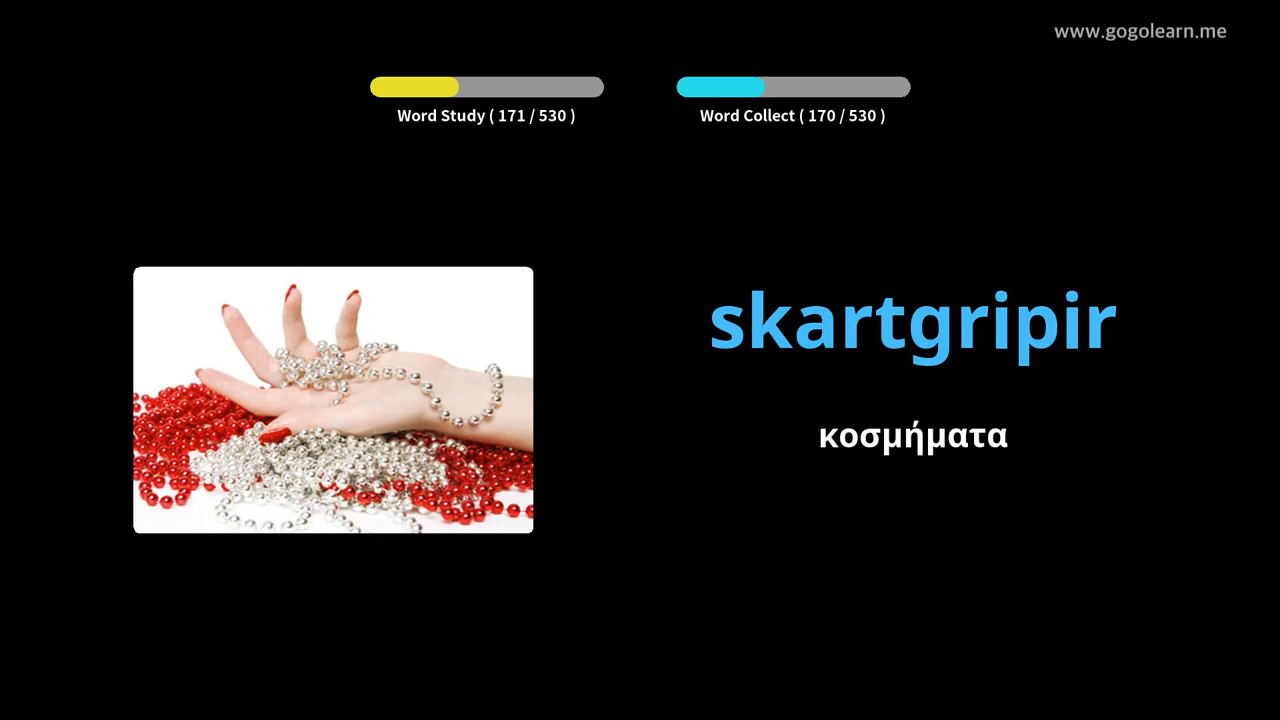 www.gogolearn.me
Word Study ( 171 / 530 )
Word Collect ( 170 / 530 )
skartgripir
κοσμήματα